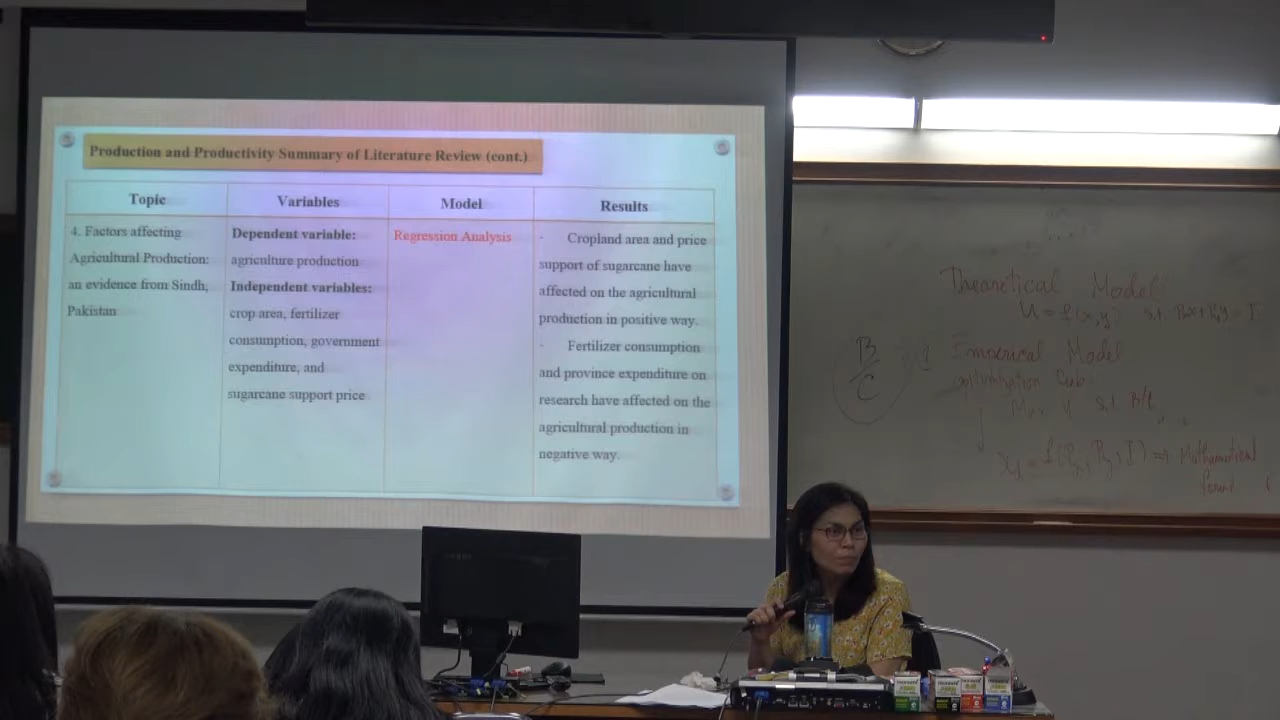 Production and Productivity Summary of Literature Review (cont.)
Topic
Variables
Model
Results
4. Factors affecting
Agricultural Production:
an evidence from Sindh,
Pakistan
Dependent variable:
agriculture production
Independent variables:
crop area, fertilizer
consumption, government
expenditure, and
sugarcane support price
Regression Analysis
- Cropland area and price
support of sugarcane have
affected on the agricultural
production in positive way.
- Fertilizer consumption
and province expenditure on
research have affected on the
agricultural production in
negative way.
Theoretical Model
U = f(x,y) s.t.
B
C
Emperical Model
Max U s.t. B/L
Mathematical